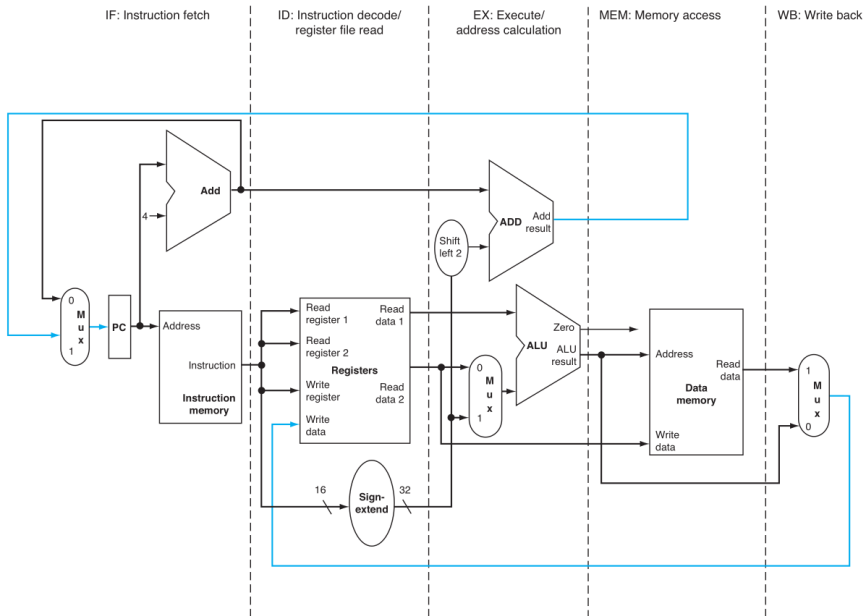 IF: Instruction fetch
ID: Instruction decode/
register file read
EX: Execute/
address calculation
MEM: Memory access
WB: Write back
Add
4
ADD
Add
result
Shift
left 2
0
M
u
x
1
PC
Address
Instruction
Instruction
memory
Read
register 1
Read
register 2
Write
register
Write
data
Registers
Read
data 1
Read
data 2
16
Sign-
extend
32
0
M
u
x
1
Zero
ALU
ALU
result
Address
Write
data
Data
memory
Read
data
1
M
u
x
0